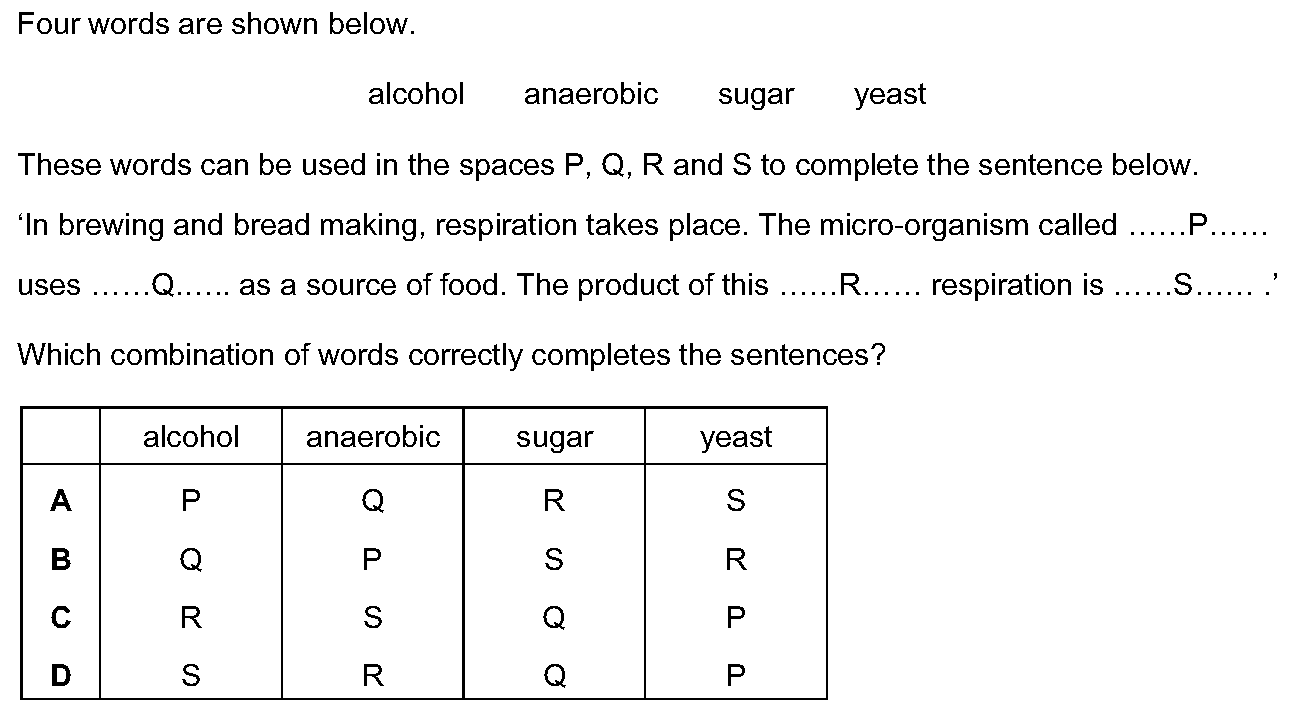 Four words are shown below.
alcohol anaerobic sugar yeast
These words can be used in the spaces P, Q, R and S to complete the sentence below.
‘In brewing and bread making, respiration takes place. The micro-organism called ……P……
uses ……Q…... as a source of food. The product of this ……R…… respiration is ……S…… .’
Which combination of words correctly completes the sentences?
alcohol anaerobic sugar yeast
A P Q R S
B Q P S R
C R S Q P
D S R Q P